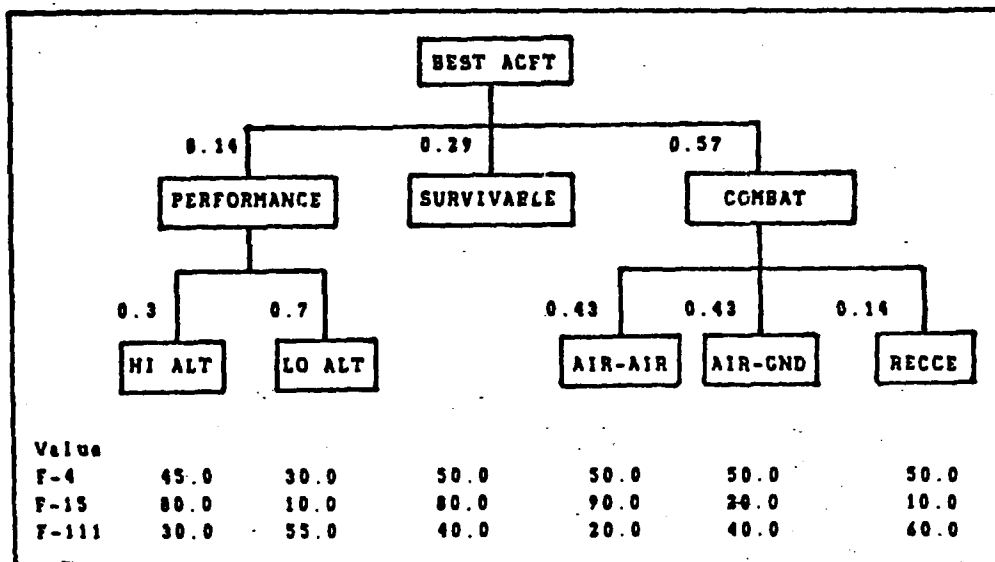 BEST ACFT
0.14 0.29 0.57
PERFORMANCE SURVIVABLE COMBAT
0.3 0.7 0.43 0.43 0.14
HI ALT LO ALT AIR-AIR AIR-GND RECCE
Value
F-4 45.0 30.0 50.0 50.0 50.0 50.0
F-15 80.0 10.0 80.0 90.0 20.0 10.0
F-111 30.0 55.0 40.0 20.0 40.0 60.0